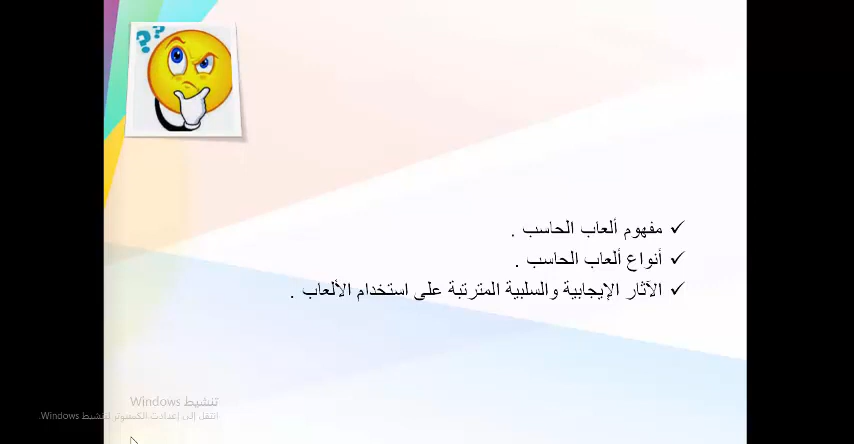 ؟؟
✓ مفهوم ألعاب الحاسب .
✓ أنواع ألعاب الحاسب .
✓ الآثار الإيجابية والسلبية المترتبة على استخدام الألعاب .
تنشيط Windows
انتقل إلى إعدادت الكمبيوتر لتنشيط Windows.